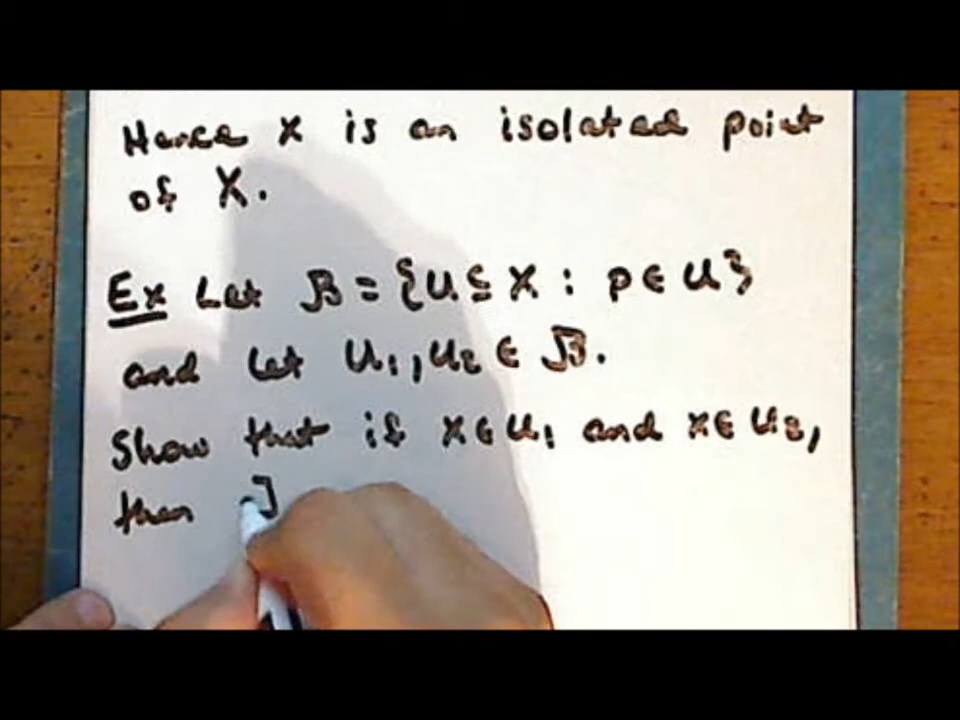 Hence x is an isolated point
of X.
Ex Let B = {U ⊆ X : p ∈ U}
and let U₁, U₂ ∈ B.
Show that if x ∈ U₁ and x ∈ U₂,
then ∃